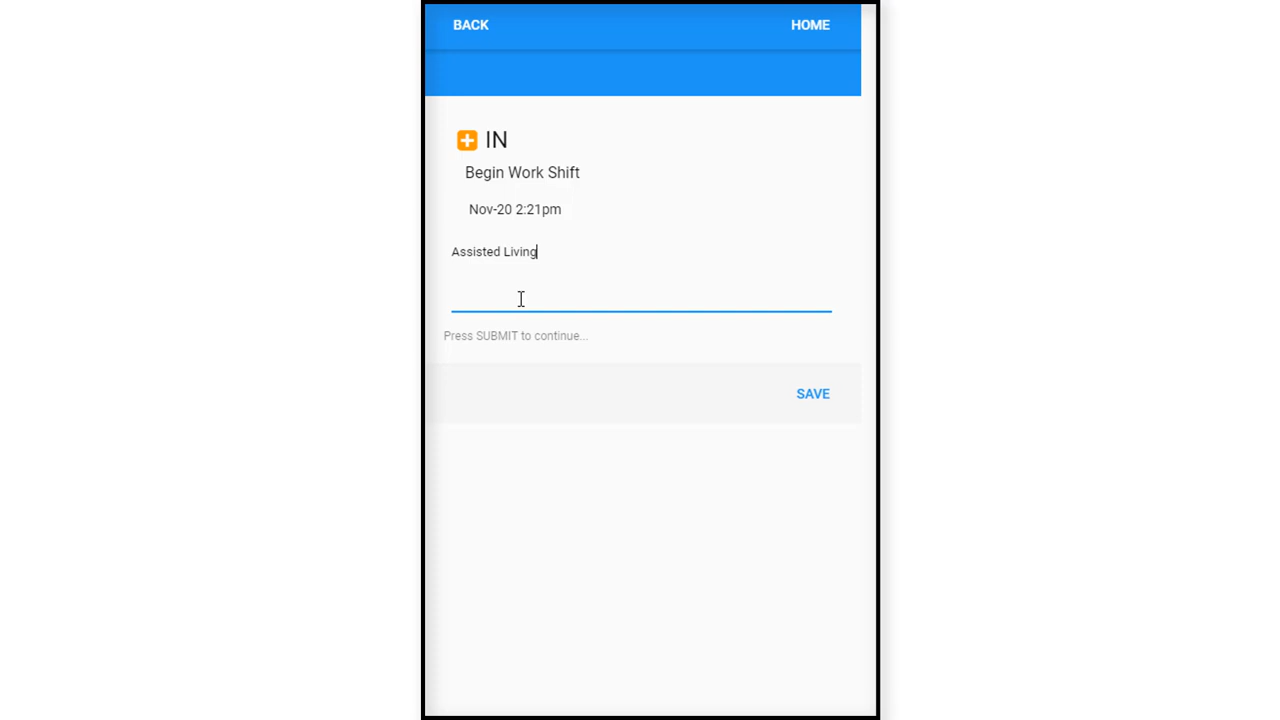 BACK HOME
IN
Begin Work Shift
Nov-20 2:21pm
Assisted Living
Press SUBMIT to continue...
SAVE